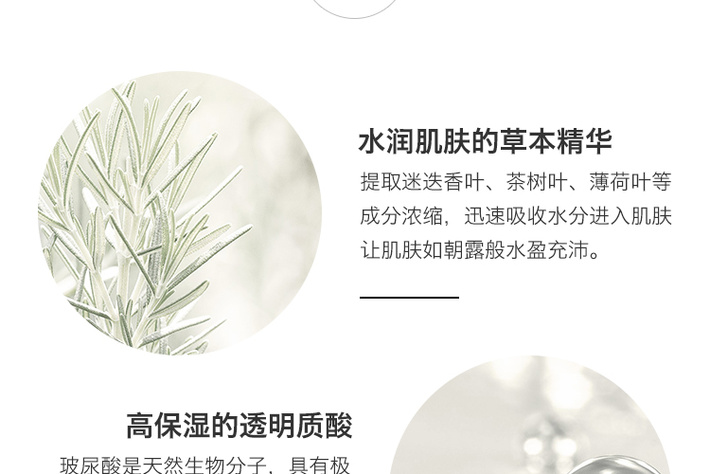 水润肌肤的草本精华
提取迷迭香叶、茶树叶、薄荷叶等
成分浓缩，迅速吸收水分进入肌肤
让肌肤如朝露般水盈充沛。
高保湿的透明质酸
玻尿酸是天然生物分子，具有极